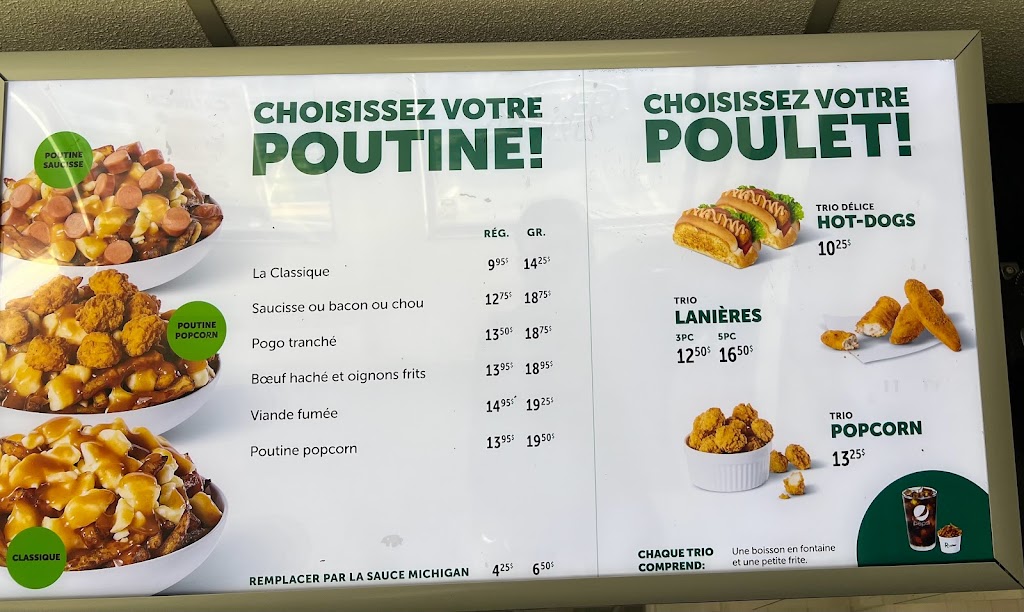 CHOISISSEZ VOTRE
POUTINE!
POUTINE
SAUCISSE
POUTINE
POPCORN
CLASSIQUE
RÉG. GR.
La Classique 9 95$ 14 25$
Saucisse ou bacon ou chou 12 75$ 18 75$
Pogo tranché 13 50$ 18 75$
Bœuf haché et oignons frits 13 95$ 18 95$
Viande fumée 14 95$ 19 25$
Poutine popcorn 13 95$ 19 50$
REMPLACER PAR LA SAUCE MICHIGAN 4 25$ 6 50$
CHOISISSEZ VOTRE
POULET!
TRIO DÉLICE
HOT-DOGS
10 25$
TRIO
LANIÈRES
3PC 5PC
12 50$ 16 50$
TRIO
POPCORN
13 25$
CHAQUE TRIO
COMPREND:
Une boisson en fontaine
et une petite frite.
pepsi